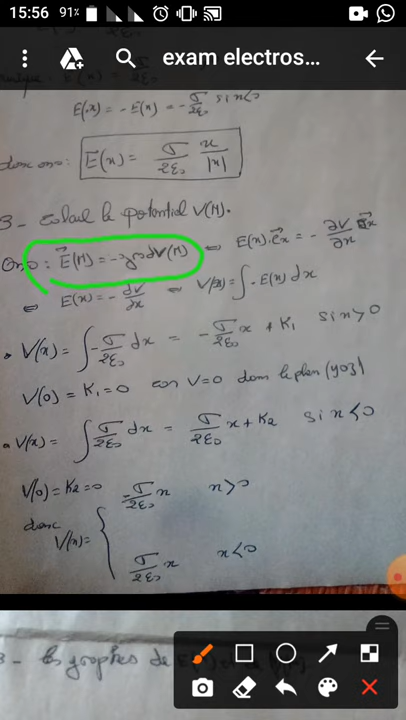 15:56
91%
exam electros...
E(-x) = -E(x) = -σ/2ε₀ si x<0
donc on a : E(x) = σ/2ε₀ x/|x|
3 - calcul le potentiel V(M).
On a : E⃗(M) = -grad V(M) ⇔ E(x).e⃗x = - ∂V/∂x e⃗x
⇔ E(x) = - dV/dx ⇔ V(x) = ∫ -E(x) dx
• V(x) = ∫ -σ/2ε₀ dx = -σ/2ε₀ x + K₁ si x>0
V(0) = K₁ = 0 car V=0 dans le plan (yoz)
• V(x) = ∫ σ/2ε₀ dx = σ/2ε₀ x + K₂ si x<0
V(0) = K₂ = 0
donc V(x) = { -σ/2ε₀ x x>0
σ/2ε₀ x x<0
3 - les graphes de